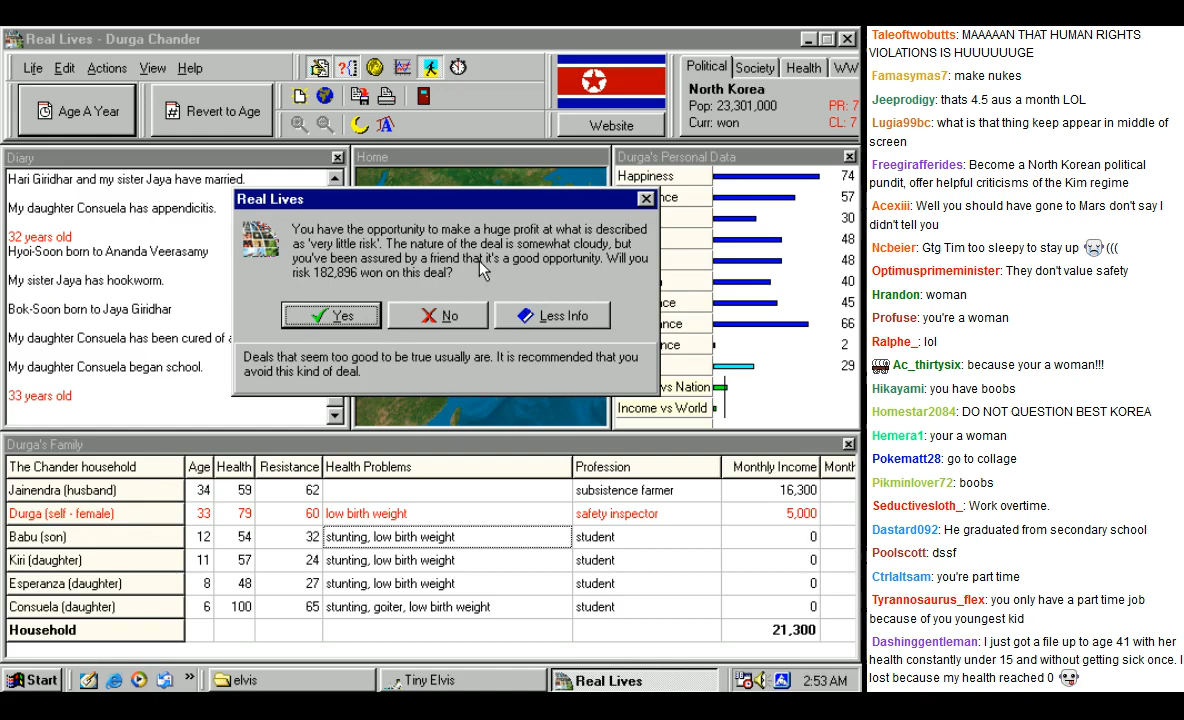 Real Lives - Durga Chander
Life Edit Actions View Help
Age A Year
Revert to Age
Website
Political Society Health WW
North Korea
Pop: 23,301,000 PR: 7
Curr: won CL: 7
Diary
Hari Giridhar and my sister Jaya have married.
My daughter Consuela has appendicitis.
32 years old
Hyoi-Soon born to Ananda Veerasamy
My sister Jaya has hookworm.
Bok-Soon born to Jaya Giridhar
My daughter Consuela has been cured of a
My daughter Consuela began school.
33 years old
Home
Real Lives
You have the opportunity to make a huge profit at what is described
as 'very little risk'. The nature of the deal is somewhat cloudy, but
you've been assured by a friend that it's a good opportunity. Will you
risk 182,896 won on this deal?
Yes No Less Info
Deals that seem too good to be true usually are. It is recommended that you
avoid this kind of deal.
Durga's Personal Data
Happiness 74
nce 57
30
48
48
40
ce 45
ance 66
nce 2
29
vs Nation
Income vs World
Durga's Family
The Chander household Age Health Resistance Health Problems Profession Monthly Income Month
Jainendra (husband) 34 59 62 subsistence farmer 16,300
Durga (self - female) 33 79 60 low birth weight safety inspector 5,000
Babu (son) 12 54 32 stunting, low birth weight student 0
Kiri (daughter) 11 57 24 stunting, low birth weight student 0
Esperanza (daughter) 8 48 27 stunting, low birth weight student 0
Consuela (daughter) 6 100 65 stunting, goiter, low birth weight student 0
Household 21,300
Start » elvis Tiny Elvis Real Lives 2:53 AM
Taleoftwobutts: MAAAAAN THAT HUMAN RIGHTS
VIOLATIONS IS HUUUUUUGE
Famasymas7: make nukes
Jeeprodigy: thats 4.5 aus a month LOL
Lugia99bc: what is that thing keep appear in middle of
screen
Freegirafferides: Become a North Korean political
pundit, offer helpful criticisms of the Kim regime
Acexiii: Well you should have gone to Mars don't say I
didn't tell you
Ncbeier: Gtg Tim too sleepy to stay up (((
Optimusprimeminister: They don't value safety
Hrandon: woman
Profuse: you're a woman
Ralphe_: lol
Ac_thirtysix: because your a woman!!!
Hikayami: you have boobs
Homestar2084: DO NOT QUESTION BEST KOREA
Hemera1: your a woman
Pokematt28: go to collage
Pikminlover72: boobs
Seductivesloth_: Work overtime.
Dastard092: He graduated from secondary school
Poolscott: dssf
Ctrlaltsam: you're part time
Tyrannosaurus_flex: you only have a part time job
because of you youngest kid
Dashinggentleman: I just got a file up to age 41 with her
health constantly under 15 and without getting sick once. I
lost because my health reached 0